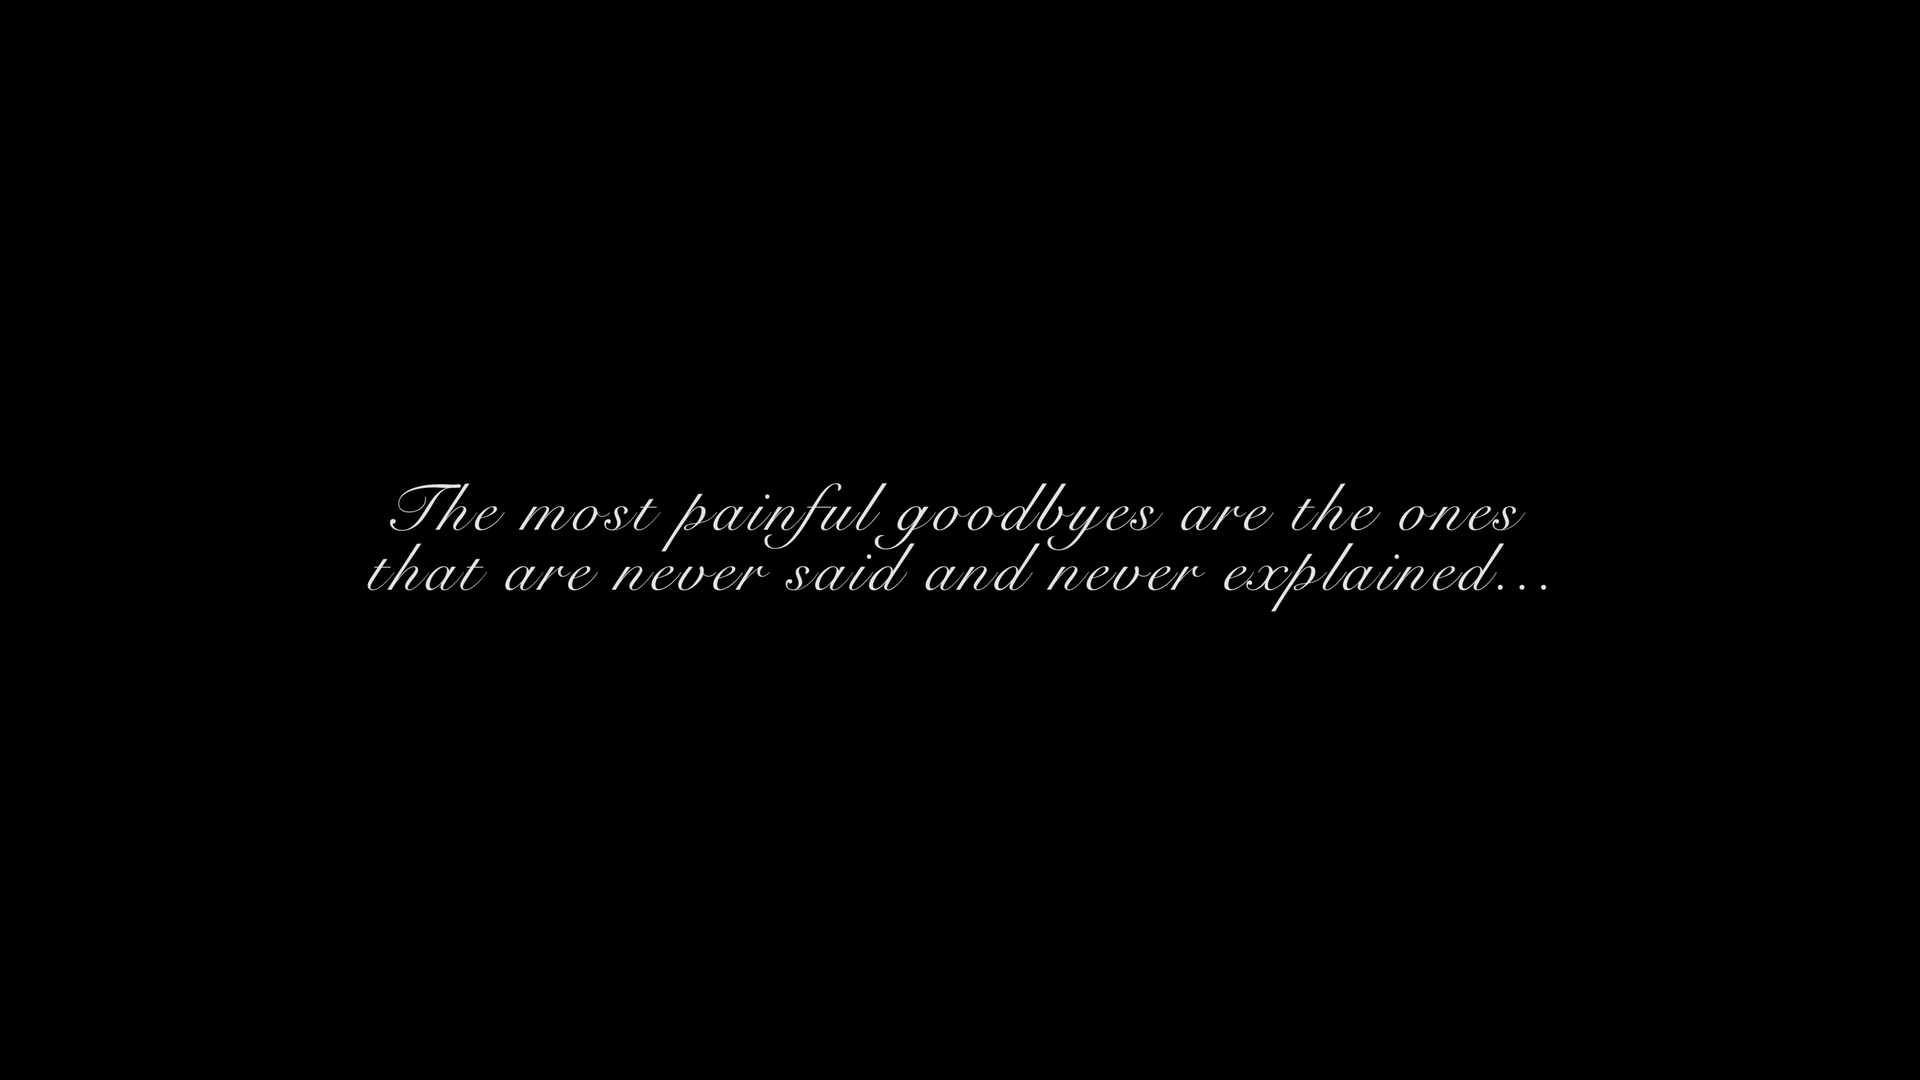 The most painful goodbyes are the ones
that are never said and never explained...